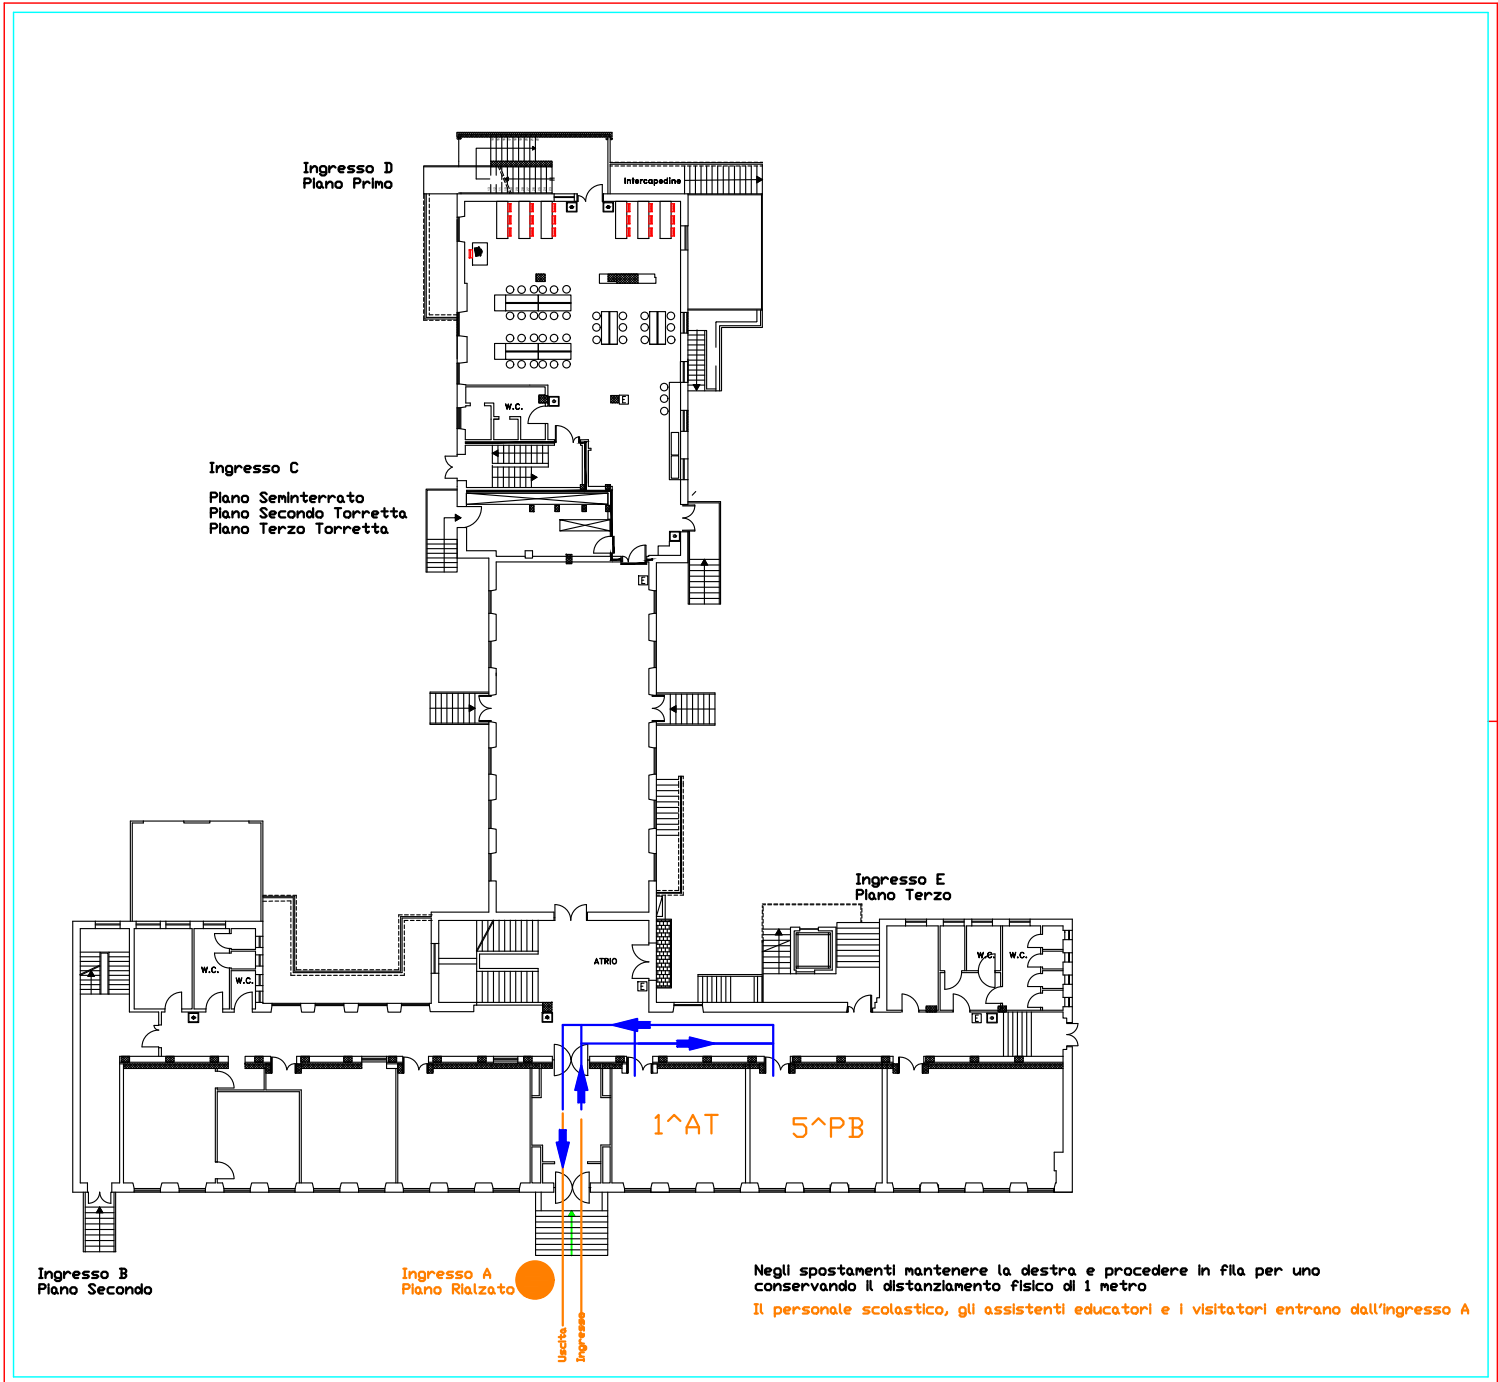 Ingresso D
Piano Primo
Intercapedine
W.C.
E
Ingresso C
Piano Seminterrato
Piano Secondo Torretta
Piano Terzo Torretta
E
Ingresso E
Piano Terzo
ATRIO
W.C.
W.C.
W.C.
W.C.
E
E
1^AT
5^PB
Ingresso B
Piano Secondo
Ingresso A
Piano Rialzato
Uscita
Ingresso
Negli spostamenti mantenere la destra e procedere in fila per uno
conservando il distanziamento fisico di 1 metro
Il personale scolastico, gli assistenti educatori e i visitatori entrano dall'ingresso A